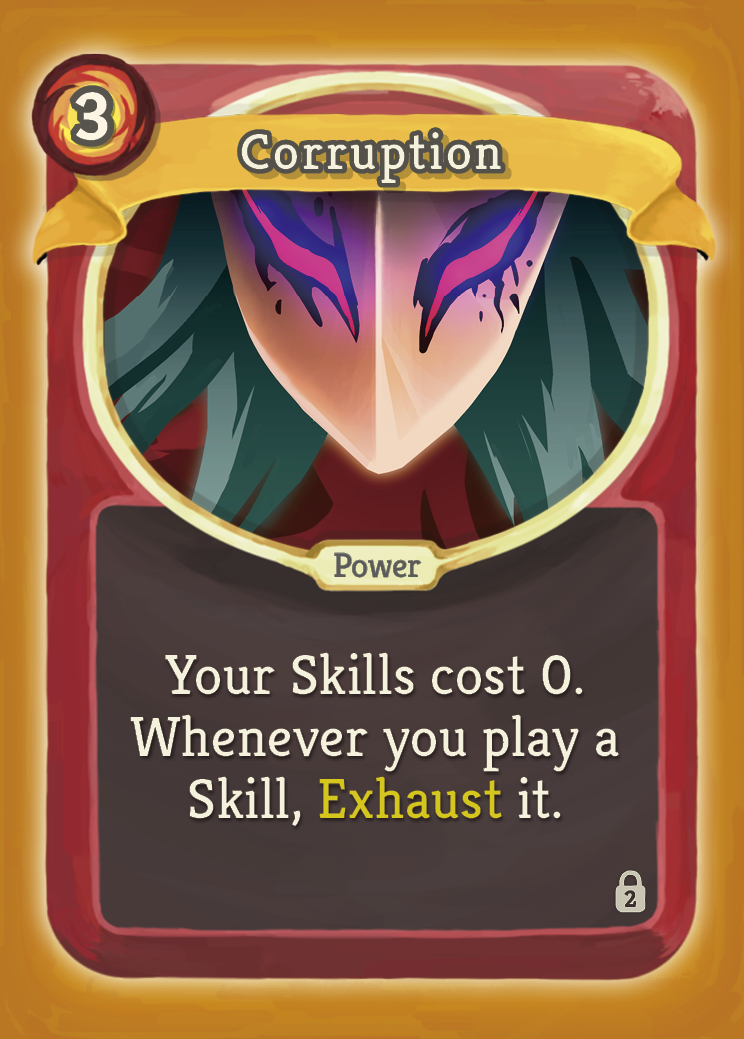 3
Corruption
Power
Your Skills cost 0.
Whenever you play a
Skill, Exhaust it.
2